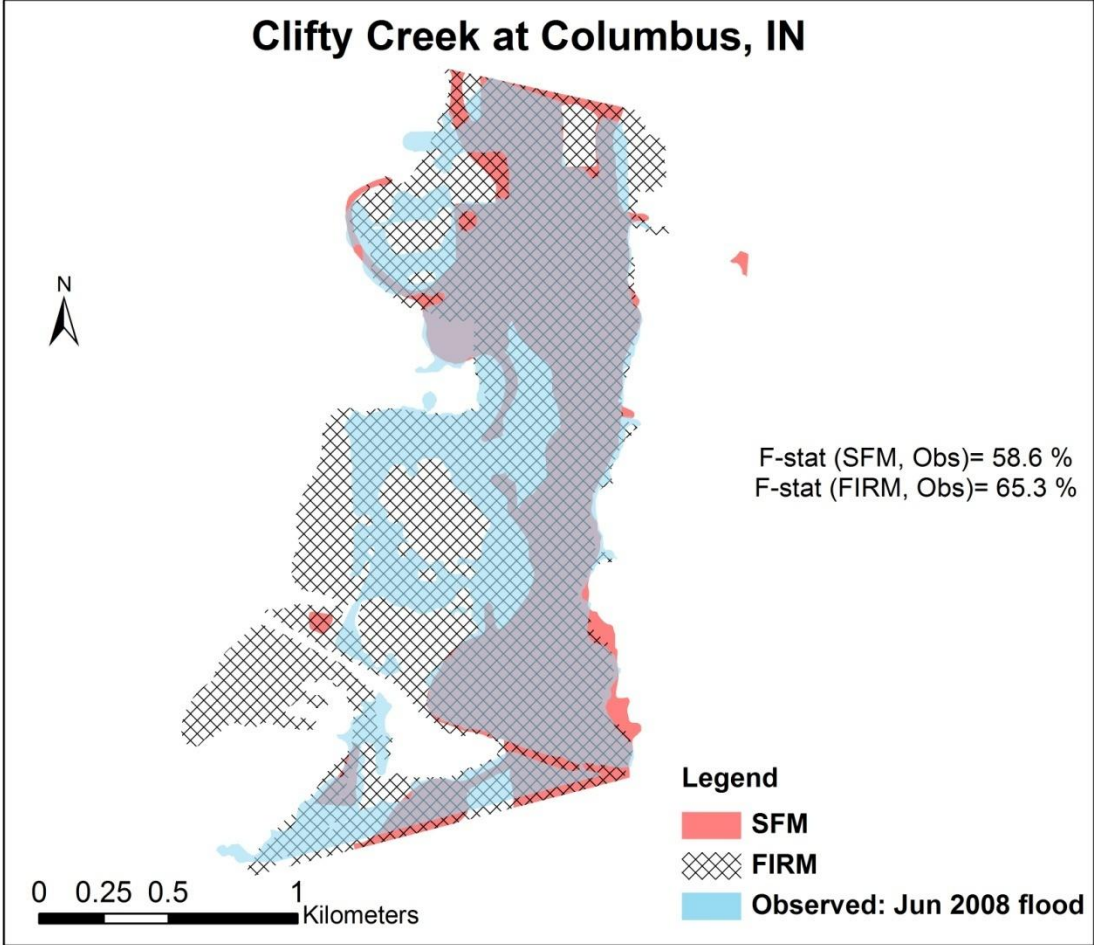 Clifty Creek at Columbus, IN
N
F-stat (SFM, Obs)= 58.6 %
F-stat (FIRM, Obs)= 65.3 %
Legend
SFM
FIRM
Observed: Jun 2008 flood
0 0.25 0.5 1
Kilometers